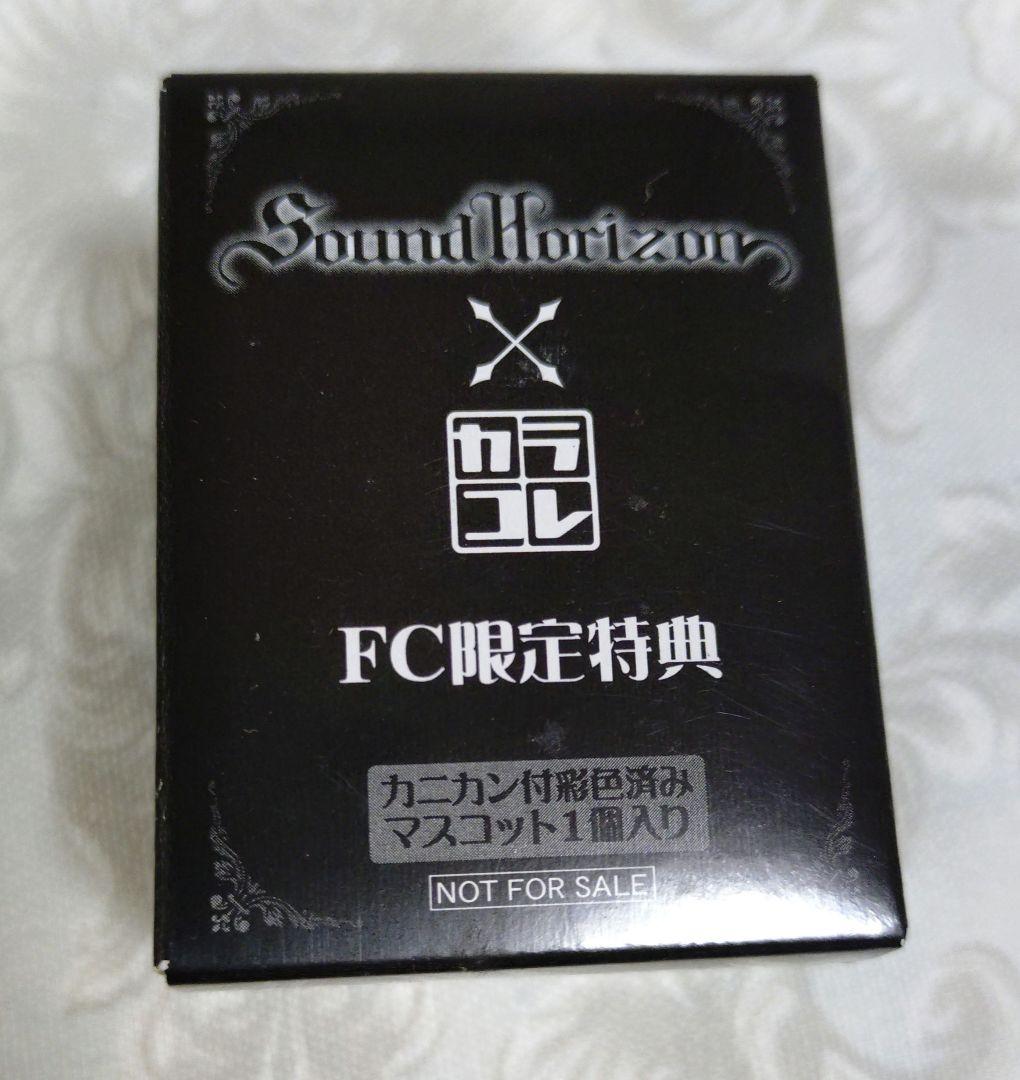 Sound Horizon
×
カラ
コレ
FC限定特典
カニカン付彩色済み
マスコット1個入り
NOT FOR SALE